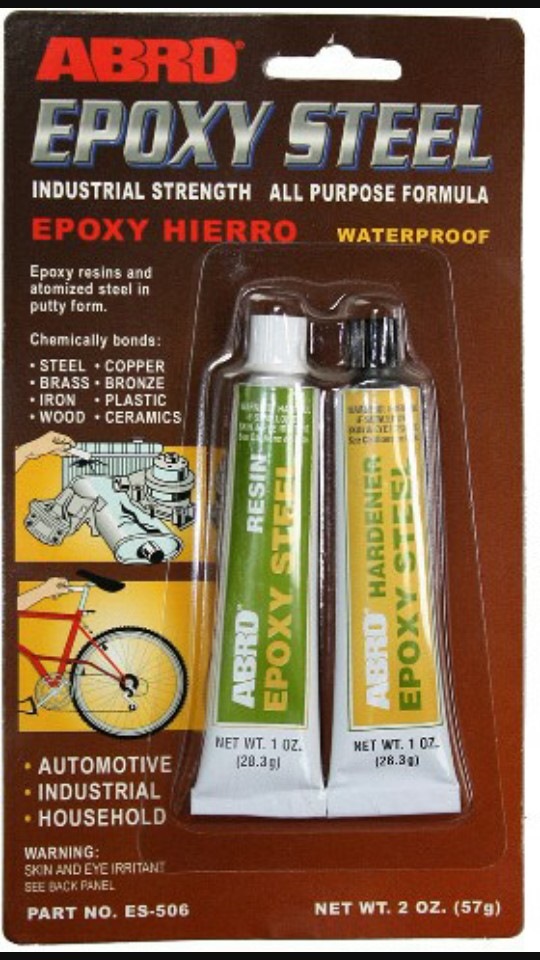 ABRO®
EPOXY STEEL
INDUSTRIAL STRENGTH ALL PURPOSE FORMULA
EPOXY HIERRO WATERPROOF
Epoxy resins and
atomized steel in
putty form.
Chemically bonds:
• STEEL • COPPER
• BRASS • BRONZE
• IRON • PLASTIC
• WOOD • CERAMICS
ABRO® RESIN
EPOXY STEEL
NET WT. 1 OZ.
(28.3g)
ABRO® HARDENER
EPOXY STEEL
NET WT. 1 OZ.
(28.3g)
• AUTOMOTIVE
• INDUSTRIAL
• HOUSEHOLD
WARNING:
SKIN AND EYE IRRITANT
SEE BACK PANEL
PART NO. ES-506 NET WT. 2 OZ. (57g)